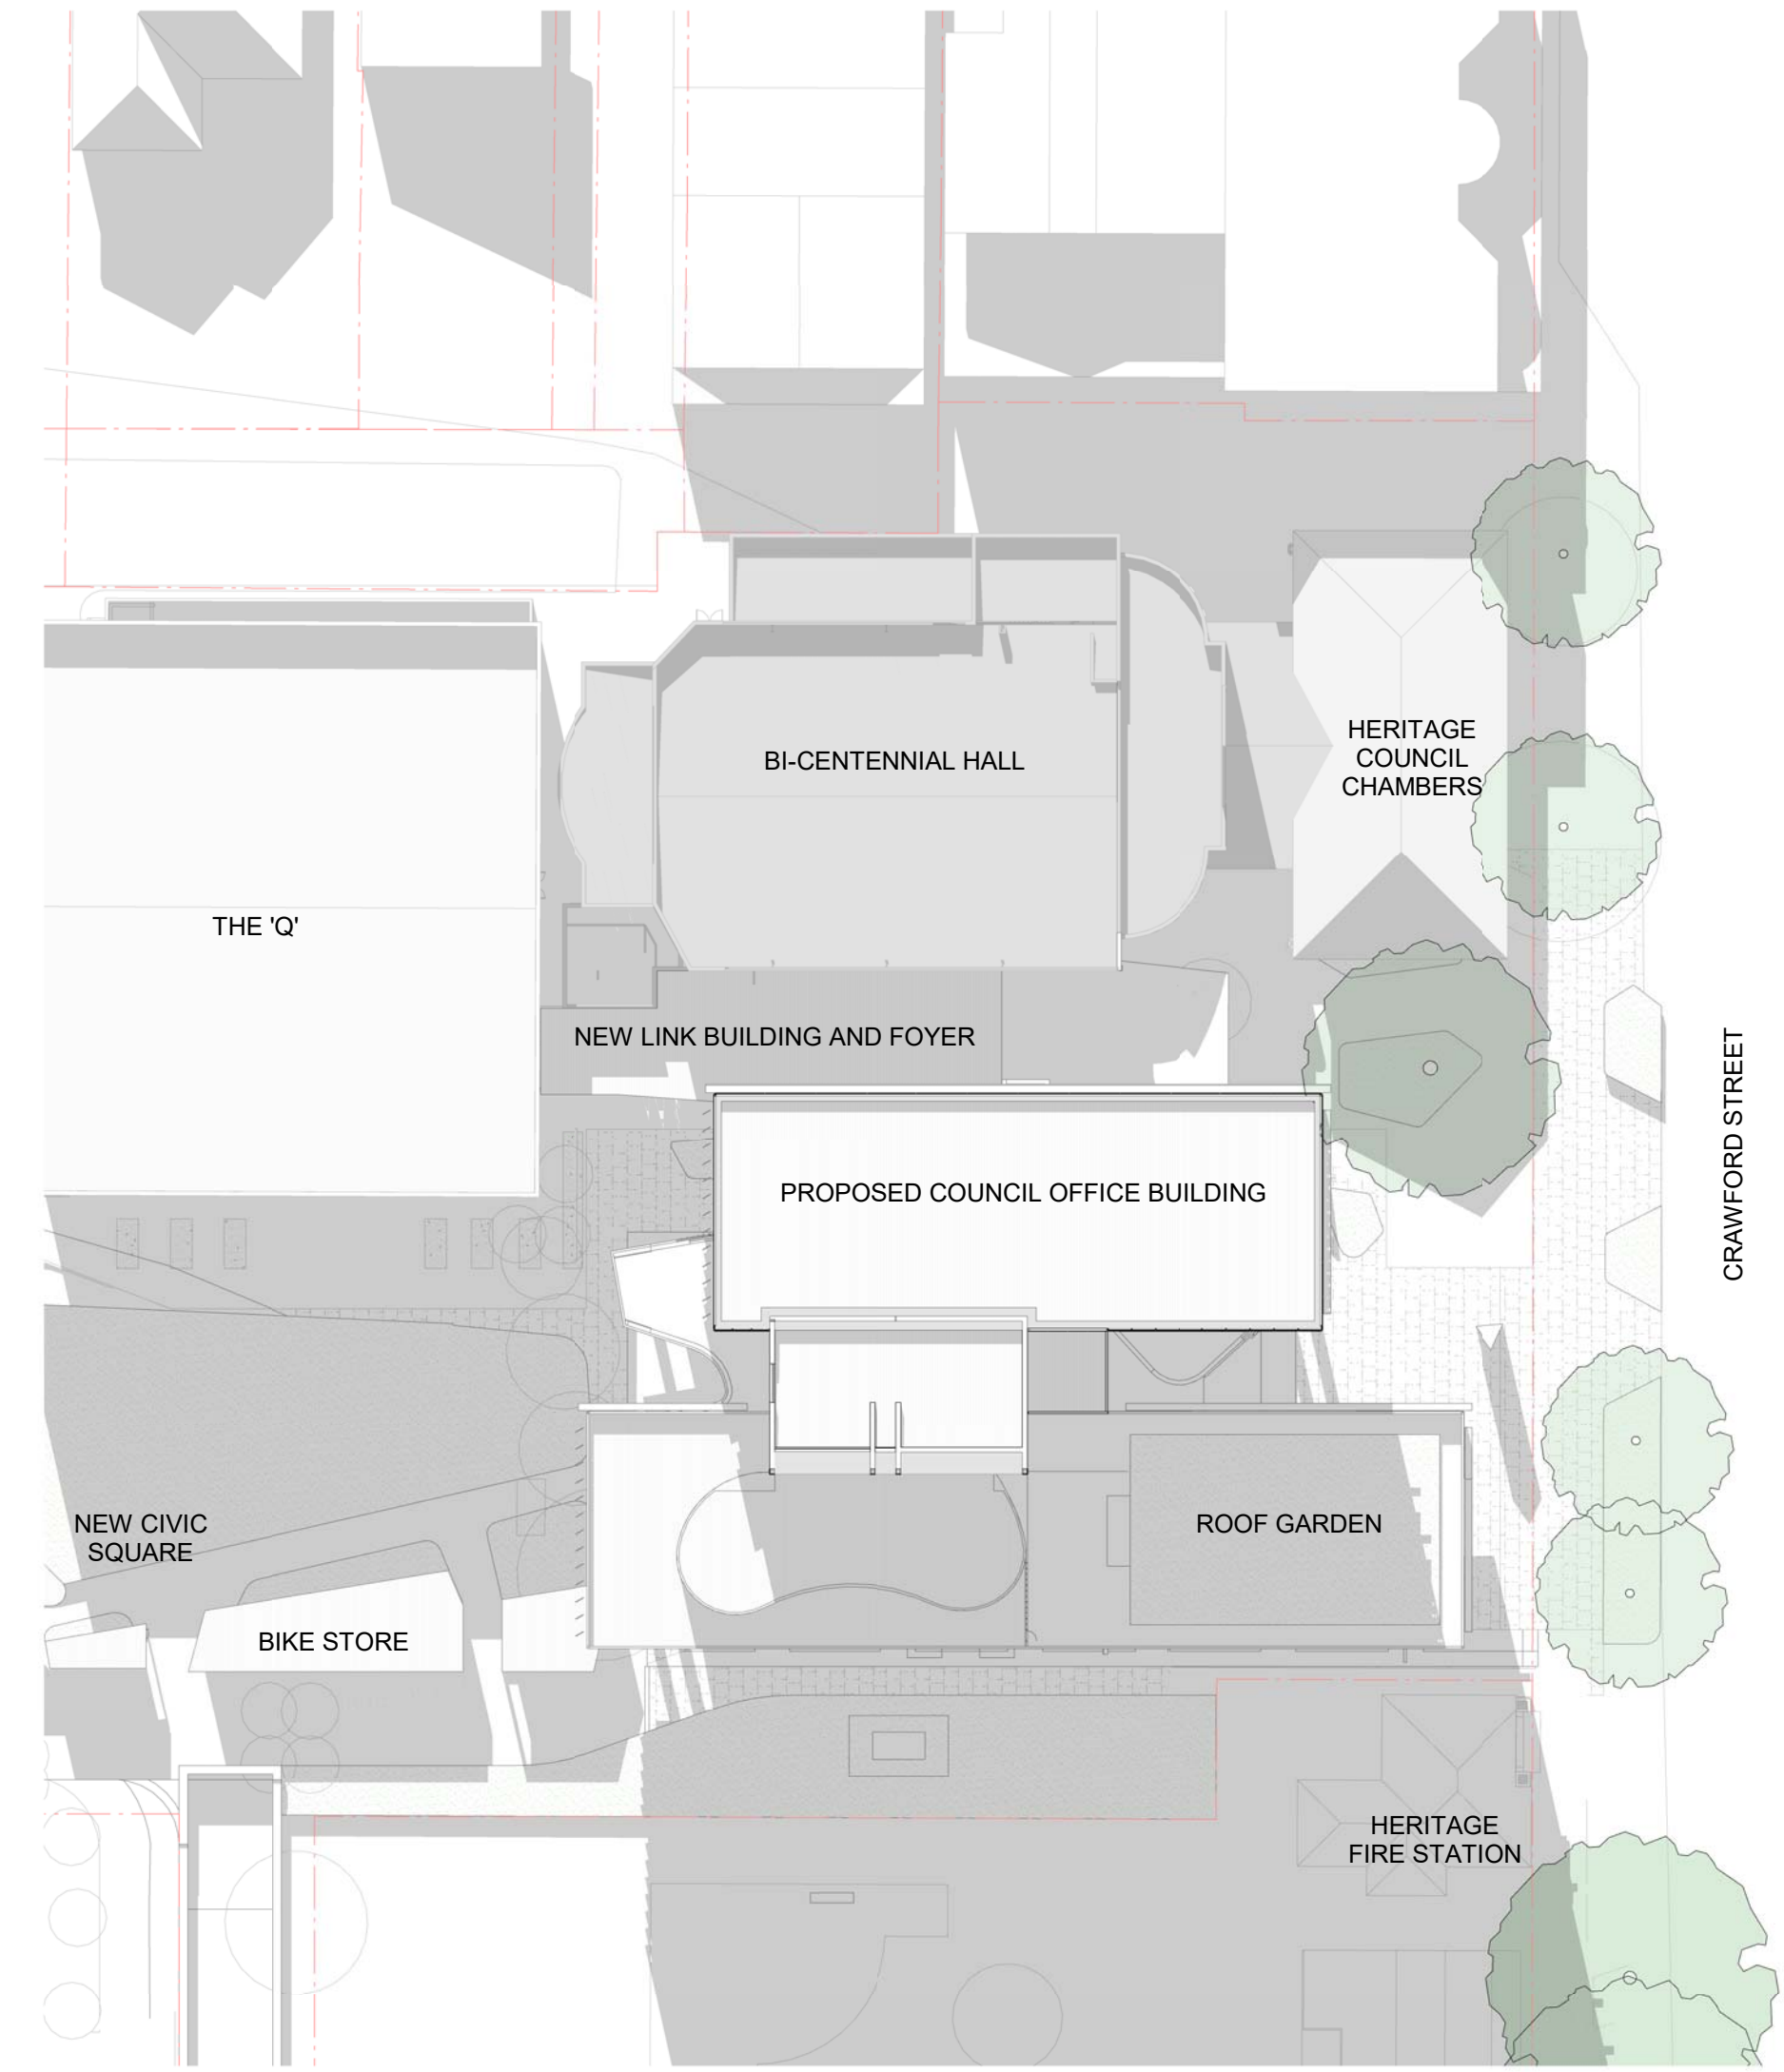 HERITAGE
COUNCIL
CHAMBERS
BI-CENTENNIAL HALL
THE 'Q'
NEW LINK BUILDING AND FOYER
PROPOSED COUNCIL OFFICE BUILDING
CRAWFORD STREET
NEW CIVIC
SQUARE
ROOF GARDEN
BIKE STORE
HERITAGE
FIRE STATION